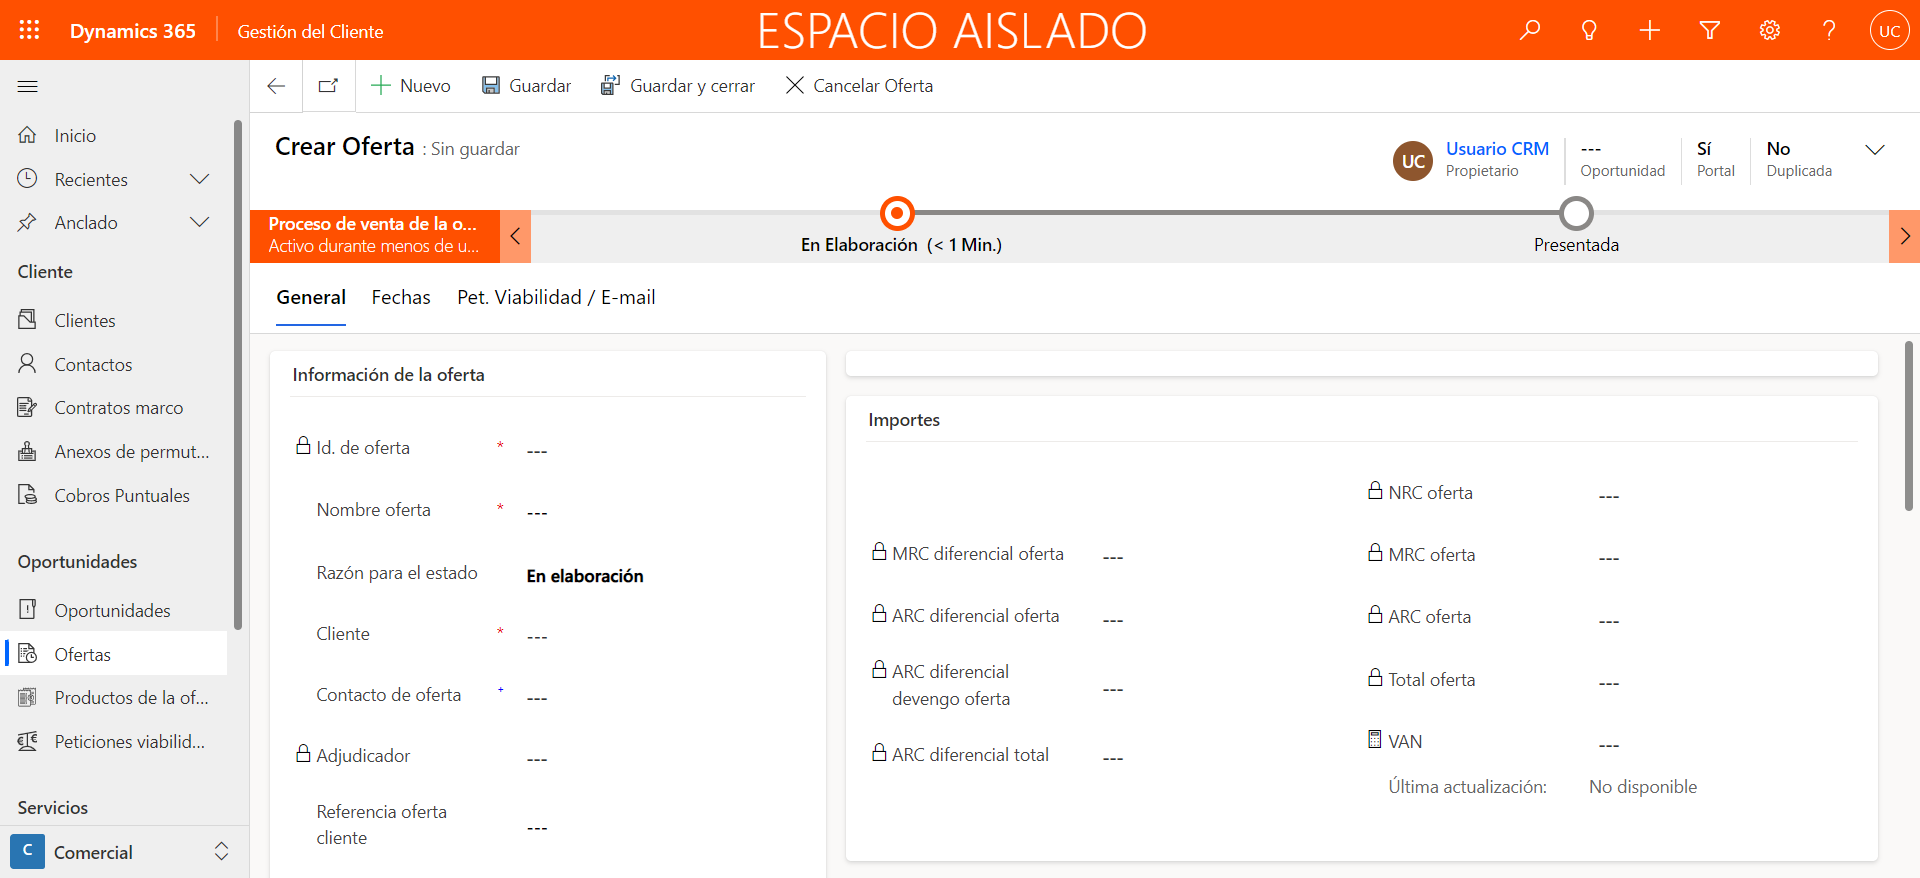 Dynamics 365
Gestión del Cliente
ESPACIO AISLADO
UC
Nuevo
Guardar
Guardar y cerrar
Cancelar Oferta
Inicio
Recientes
Anclado
Cliente
Clientes
Contactos
Contratos marco
Anexos de permut...
Cobros Puntuales
Oportunidades
Oportunidades
Ofertas
Productos de la of...
Peticiones viabilid...
Servicios
C
Comercial
Crear Oferta : Sin guardar
UC
Usuario CRM
Propietario
---
Oportunidad
Sí
Portal
No
Duplicada
Proceso de venta de la o...
Activo durante menos de u...
En Elaboración (< 1 Min.)
Presentada
General
Fechas
Pet. Viabilidad / E-mail
Información de la oferta
Id. de oferta * ---
Nombre oferta * ---
Razón para el estado En elaboración
Cliente * ---
Contacto de oferta + ---
Adjudicador ---
Referencia oferta
cliente ---
Importes
MRC diferencial oferta ---
ARC diferencial oferta ---
ARC diferencial
devengo oferta ---
ARC diferencial total ---
NRC oferta ---
MRC oferta ---
ARC oferta ---
Total oferta ---
VAN ---
Última actualización: No disponible